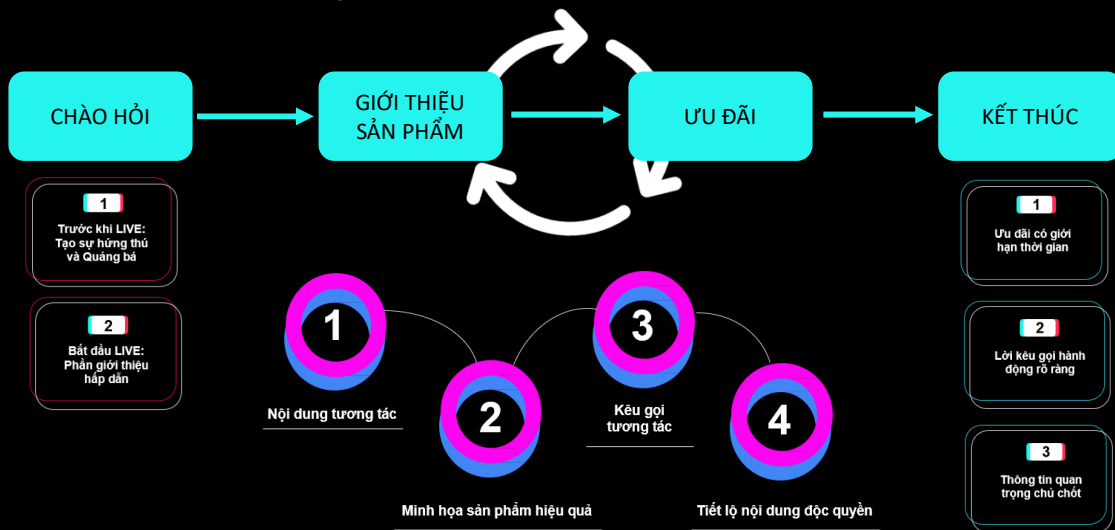 CHÀO HỎI
GIỚI THIỆU
SẢN PHẨM
ƯU ĐÃI
KẾT THÚC
1
Trước khi LIVE:
Tạo sự hứng thú
và Quảng bá
2
Bắt đầu LIVE:
Phần giới thiệu
hấp dẫn
1
Nội dung tương tác
2
Minh họa sản phẩm hiệu quả
3
Kêu gọi
tương tác
4
Tiết lộ nội dung độc quyền
1
Ưu đãi có giới
hạn thời gian
2
Lời kêu gọi hành
động rõ ràng
3
Thông tin quan
trọng chủ chốt